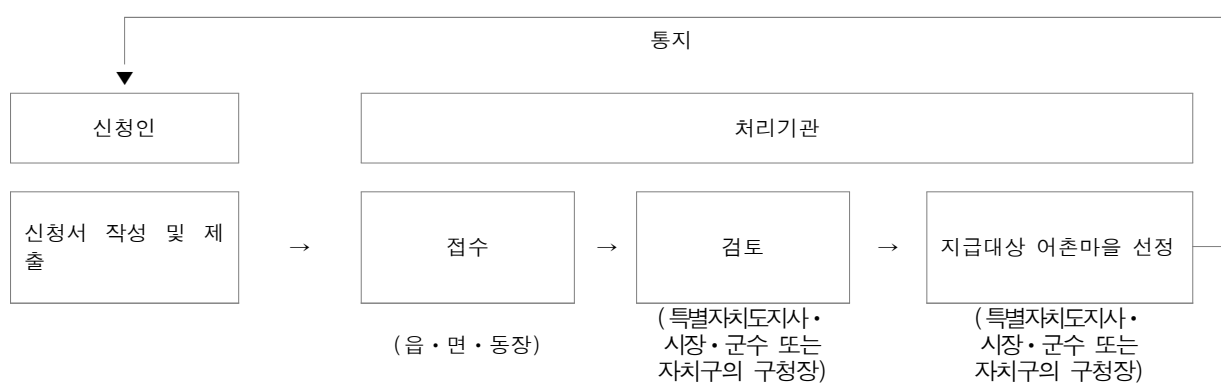 통지
신청인
처리기관
신청서 작성 및 제
출
→
접수
→
검토
→
지급대상 어촌마을 선정
(읍・면・동장)
(특별자치도지사・
시장・군수 또는
자치구의 구청장)
(특별자치도지사・
시장・군수 또는
자치구의 구청장)